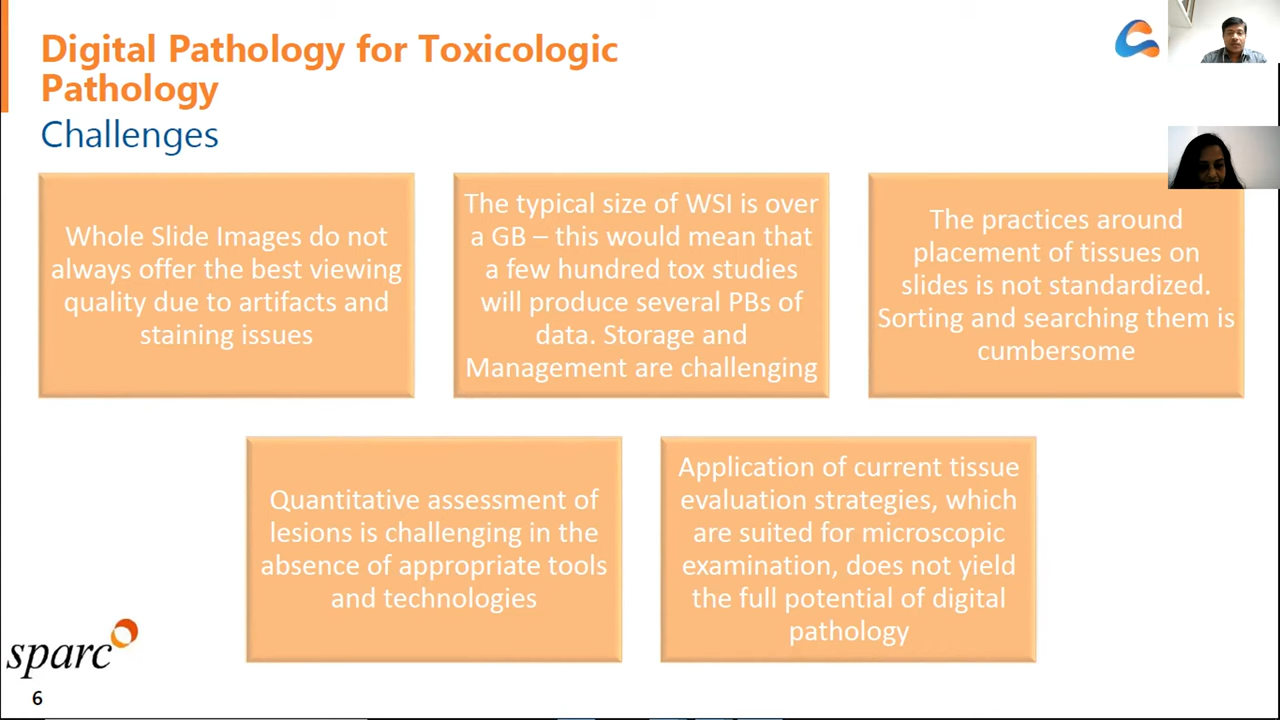 Digital Pathology for Toxicologic
Pathology
Challenges
Whole Slide Images do not
always offer the best viewing
quality due to artifacts and
staining issues
The typical size of WSI is over
a GB – this would mean that
a few hundred tox studies
will produce several PBs of
data. Storage and
Management are challenging
The practices around
placement of tissues on
slides is not standardized.
Sorting and searching them is
cumbersome
Quantitative assessment of
lesions is challenging in the
absence of appropriate tools
and technologies
Application of current tissue
evaluation strategies, which
are suited for microscopic
examination, does not yield
the full potential of digital
pathology
sparc
6